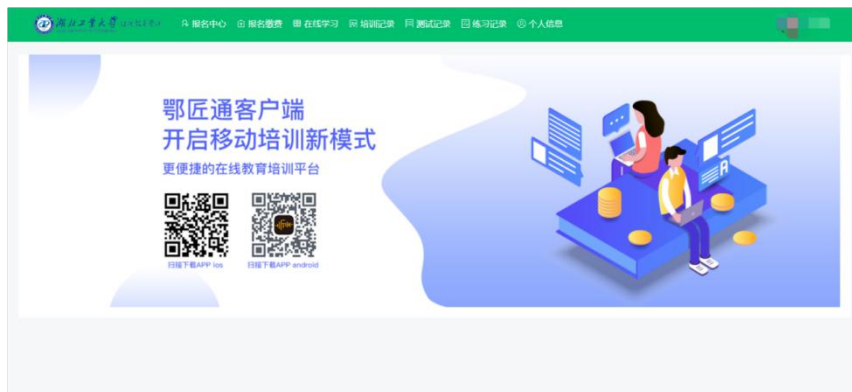 湖北工业大学
报名中心 报名缴费 在线学习 培训记录 测试记录 练习记录 个人信息
鄂匠通客户端
开启移动培训新模式
更便捷的在线教育培训平台
扫描下载APP ios 扫描下载APP android